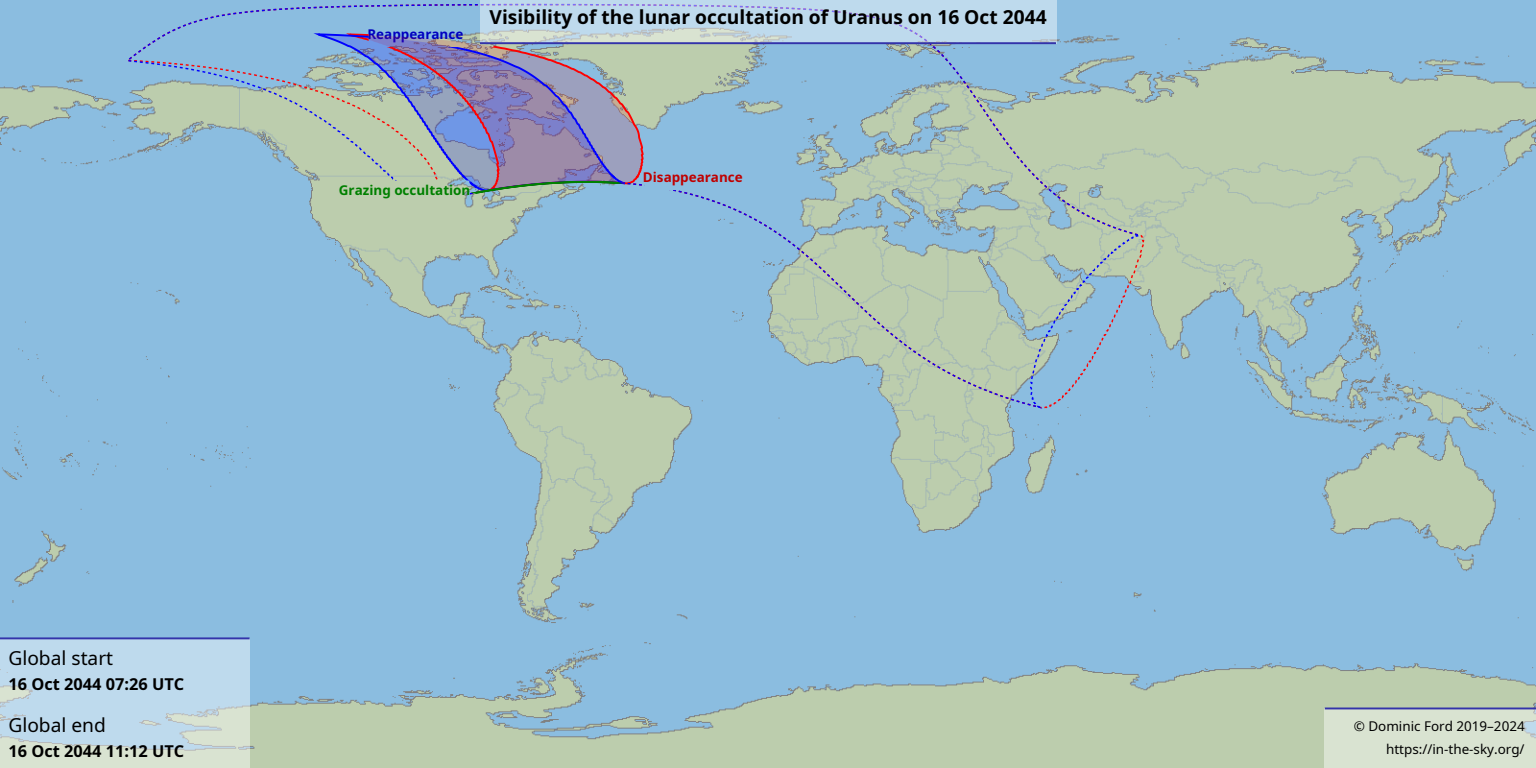 Visibility of the lunar occultation of Uranus on 16 Oct 2044
Reappearance
Disappearance
Grazing occultation
Global start
16 Oct 2044 07:26 UTC
Global end
16 Oct 2044 11:12 UTC
© Dominic Ford 2019–2024
https://in-the-sky.org/